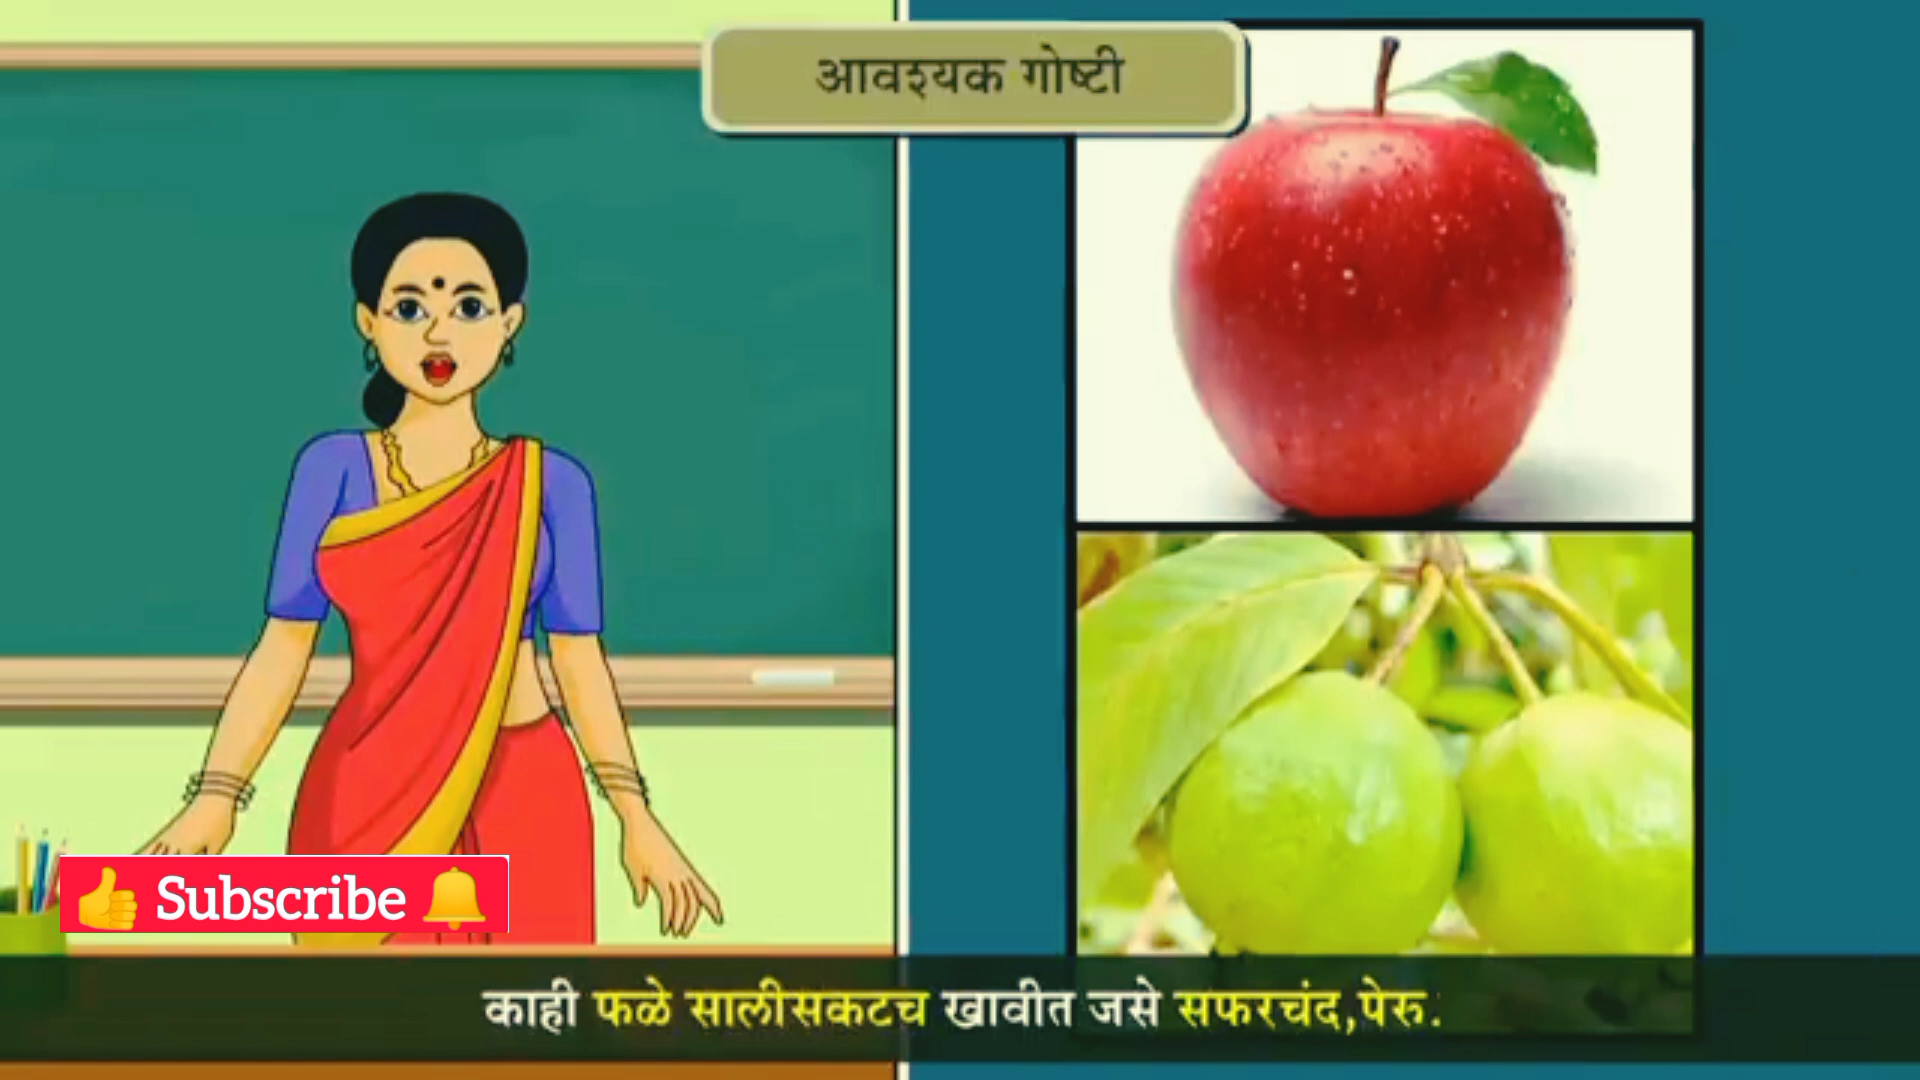 आवश्यक गोष्टी
Subscribe
काही फळे सालीसकटच खावीत जसे सफरचंद,पेरु.